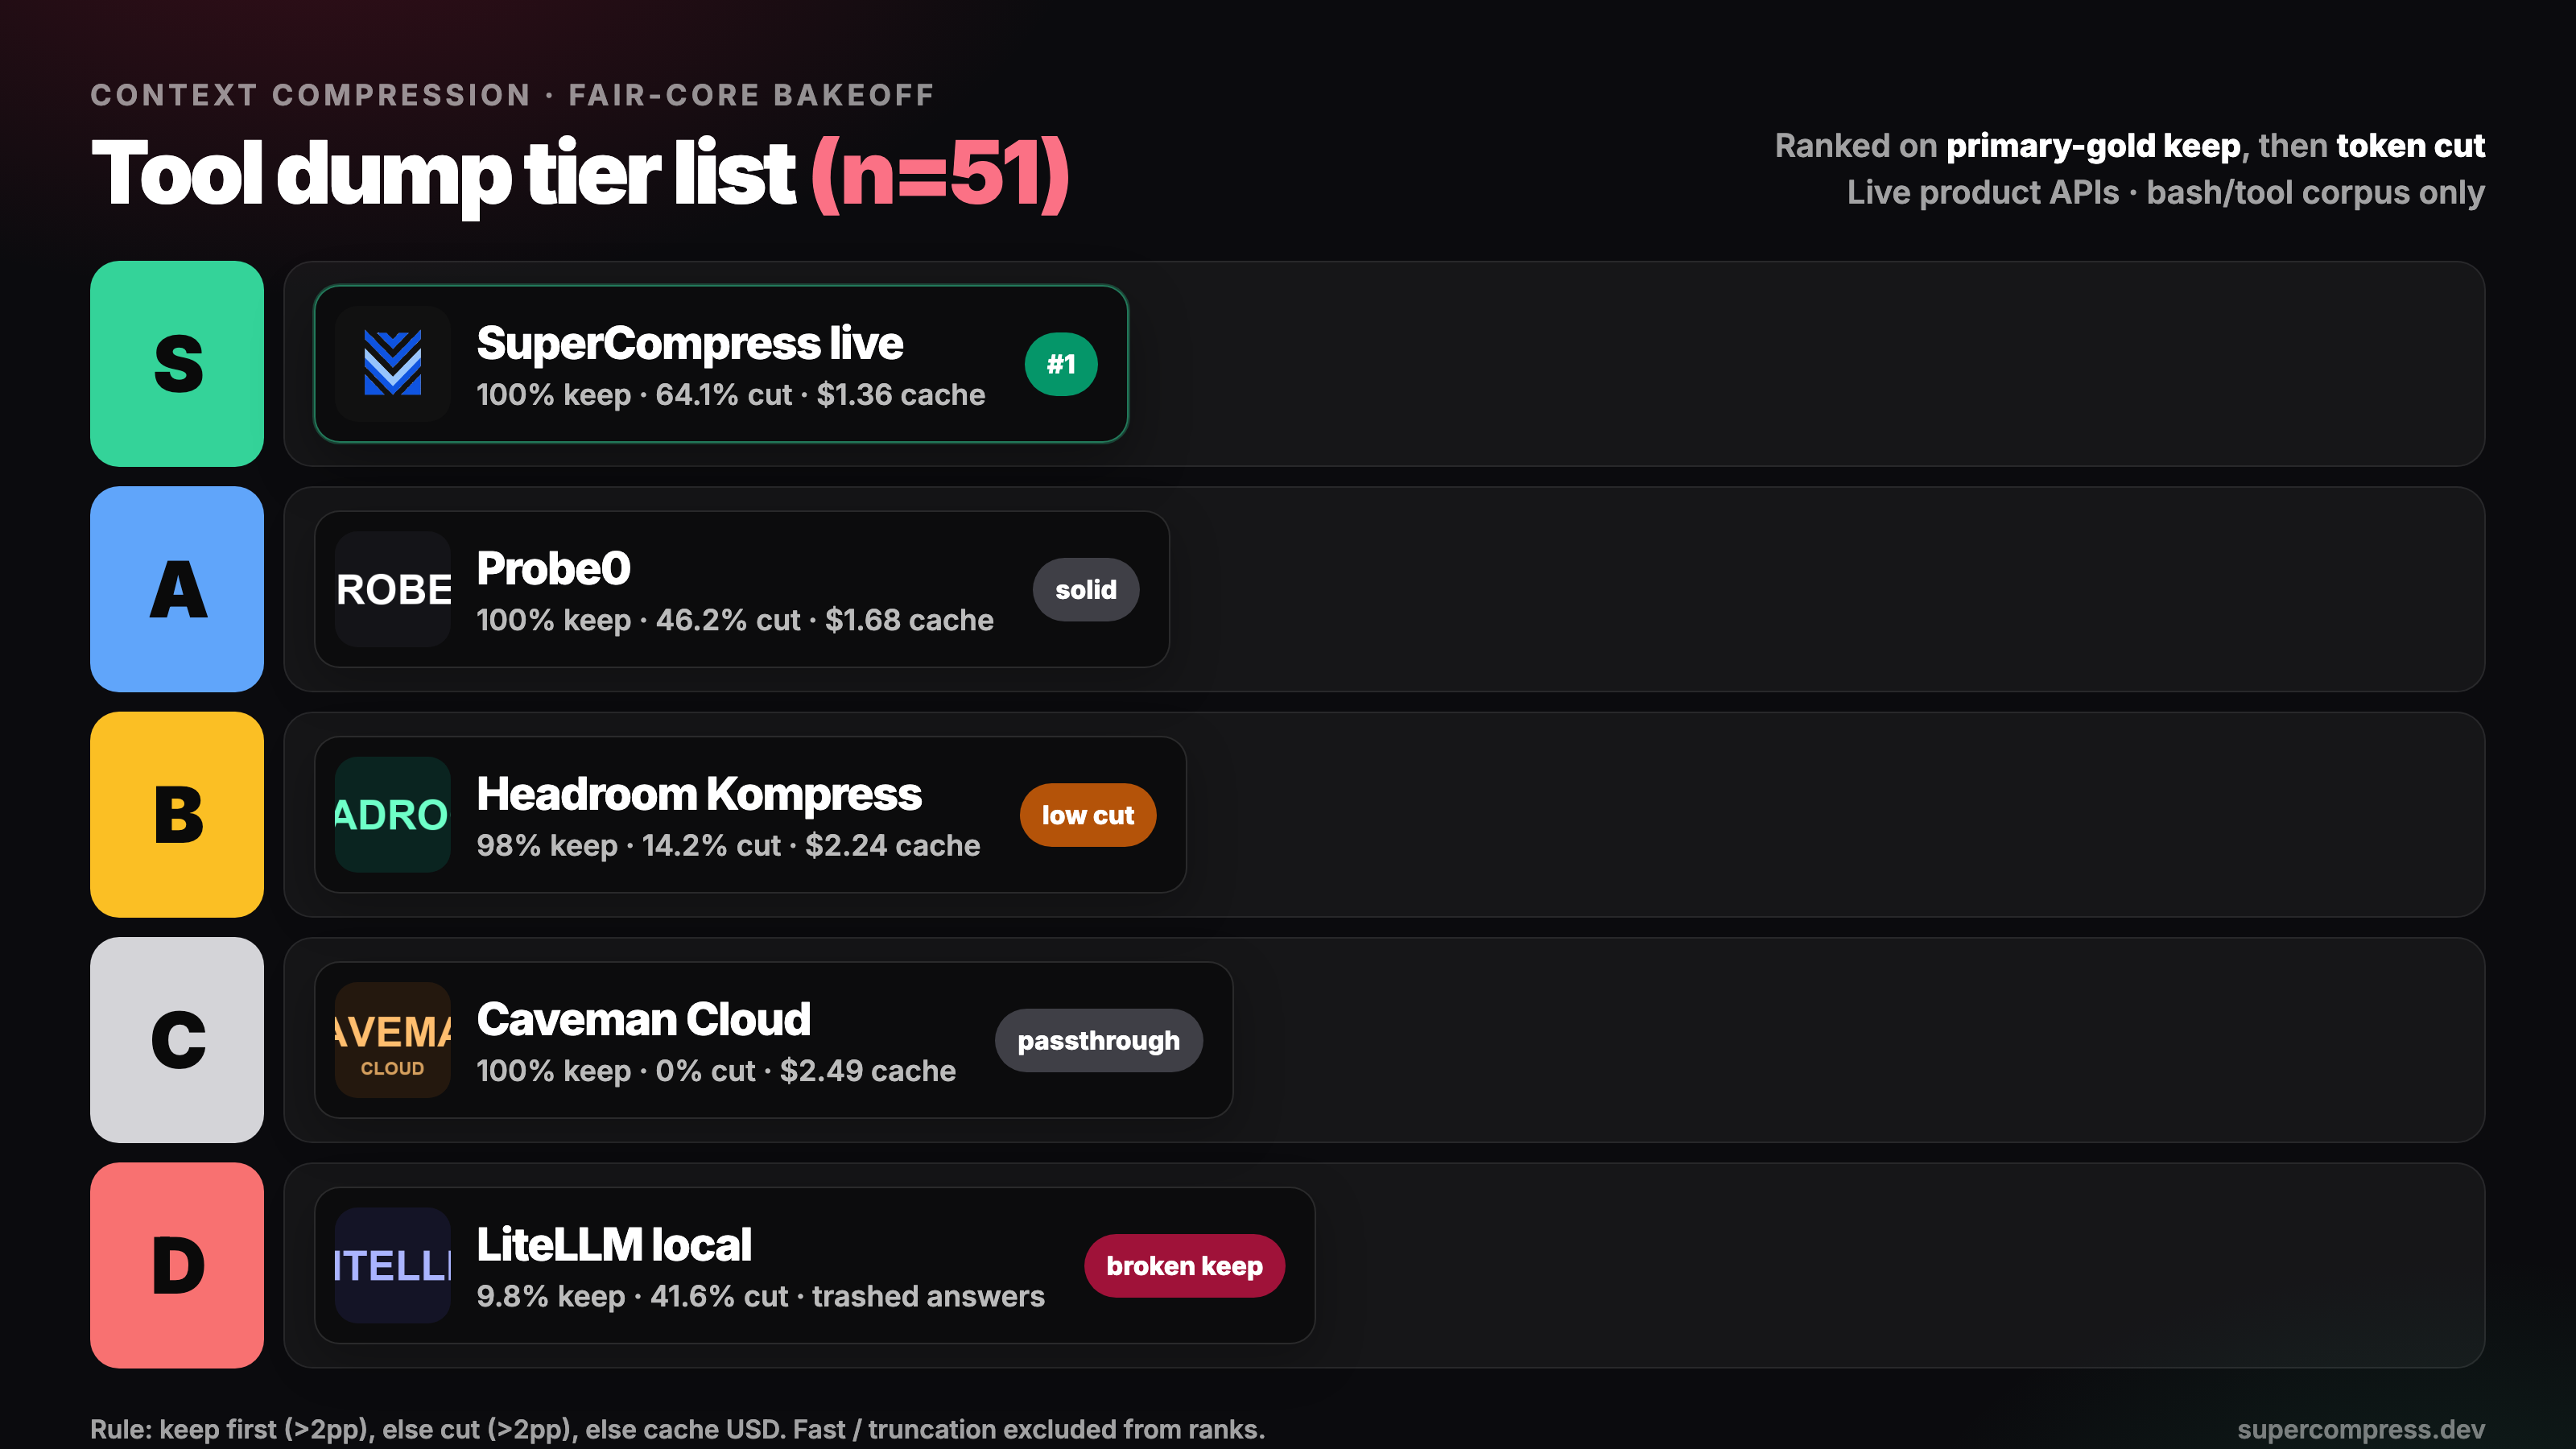 CONTEXT COMPRESSION · FAIR-CORE BAKEOFF
Tool dump tier list (n=51)
Ranked on primary-gold keep, then token cut
Live product APIs · bash/tool corpus only
S
SuperCompress live
100% keep · 64.1% cut · $1.36 cache
#1
A
ROBE
Probe0
100% keep · 46.2% cut · $1.68 cache
solid
B
ADRO
Headroom Kompress
98% keep · 14.2% cut · $2.24 cache
low cut
C
AVEMA
CLOUD
Caveman Cloud
100% keep · 0% cut · $2.49 cache
passthrough
D
ITELL
LiteLLM local
9.8% keep · 41.6% cut · trashed answers
broken keep
Rule: keep first (>2pp), else cut (>2pp), else cache USD. Fast / truncation excluded from ranks.
supercompress.dev